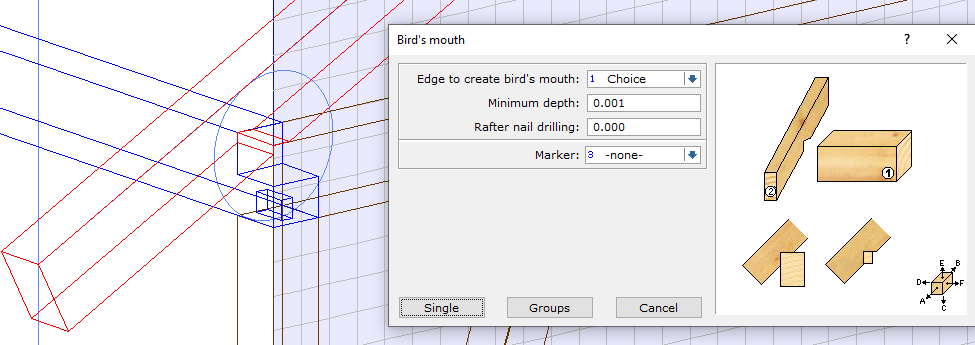 Bird's mouth ? ×
Edge to create bird's mouth: 1 Choice
Minimum depth: 0.001
Rafter nail drilling: 0.000
Marker: 3 -none-
1
2
E B
D F
A
C
Single Groups Cancel